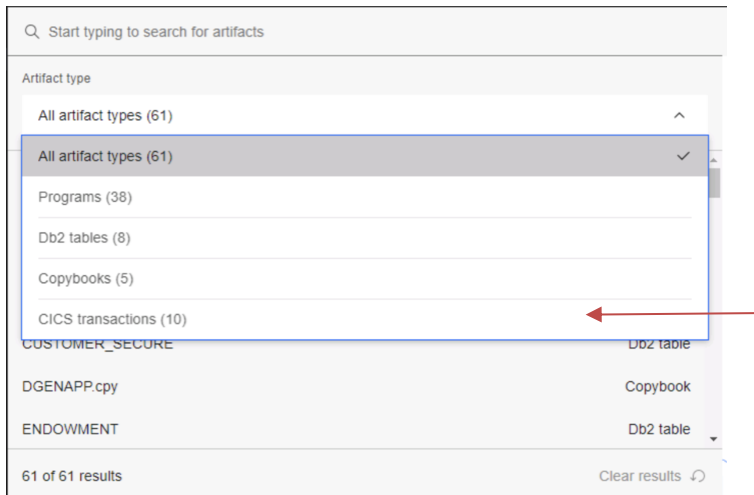 Start typing to search for artifacts
Artifact type
All artifact types (61)
All artifact types (61)
Programs (38)
Db2 tables (8)
Copybooks (5)
CICS transactions (10)
CUSTOMER_SECURE Db2 table
DGENAPP.cpy Copybook
ENDOWMENT Db2 table
61 of 61 results Clear results